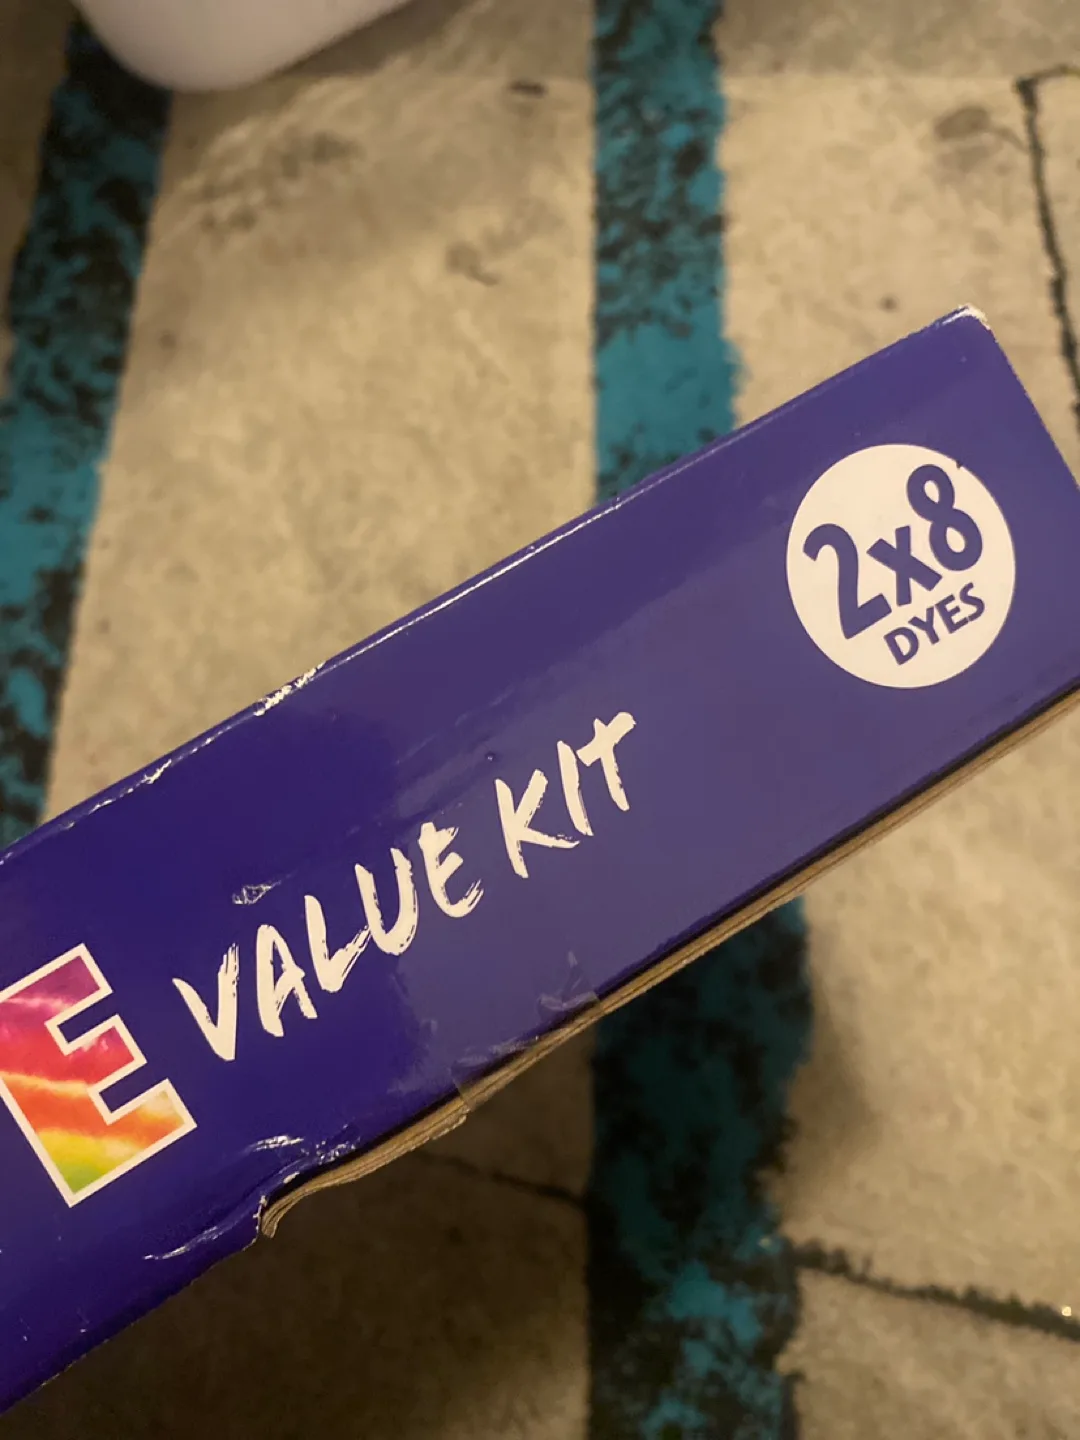 E VALUE KIT
2x8
DYES